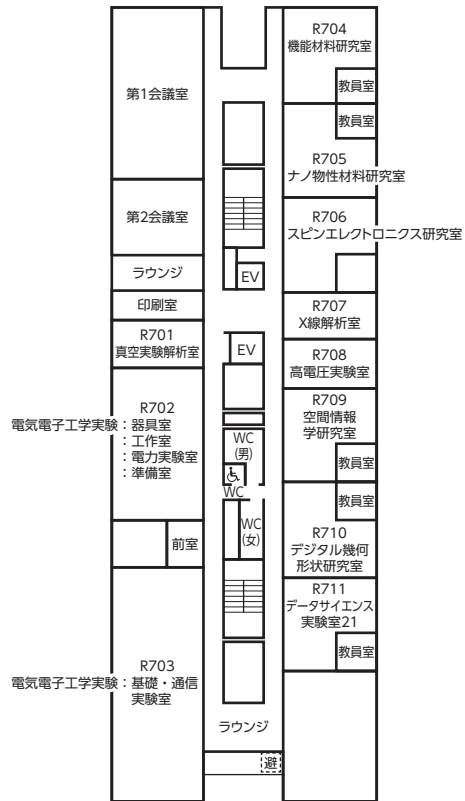 第1会議室
第2会議室
ラウンジ
印刷室
R701
真空実験解析室
R702
電気電子工学実験：器具室
：工作室
：電力実験室
：準備室
前室
R703
電気電子工学実験：基礎・通信
実験室
EV
EV
WC
(男)
WC
WC
(女)
ラウンジ
避
R704
機能材料研究室
教員室
教員室
R705
ナノ物性材料研究室
R706
スピンエレクトロニクス研究室
R707
X線解析室
R708
高電圧実験室
R709
空間情報
学研究室
教員室
教員室
R710
デジタル幾何
形状研究室
R711
データサイエンス
実験室21
教員室